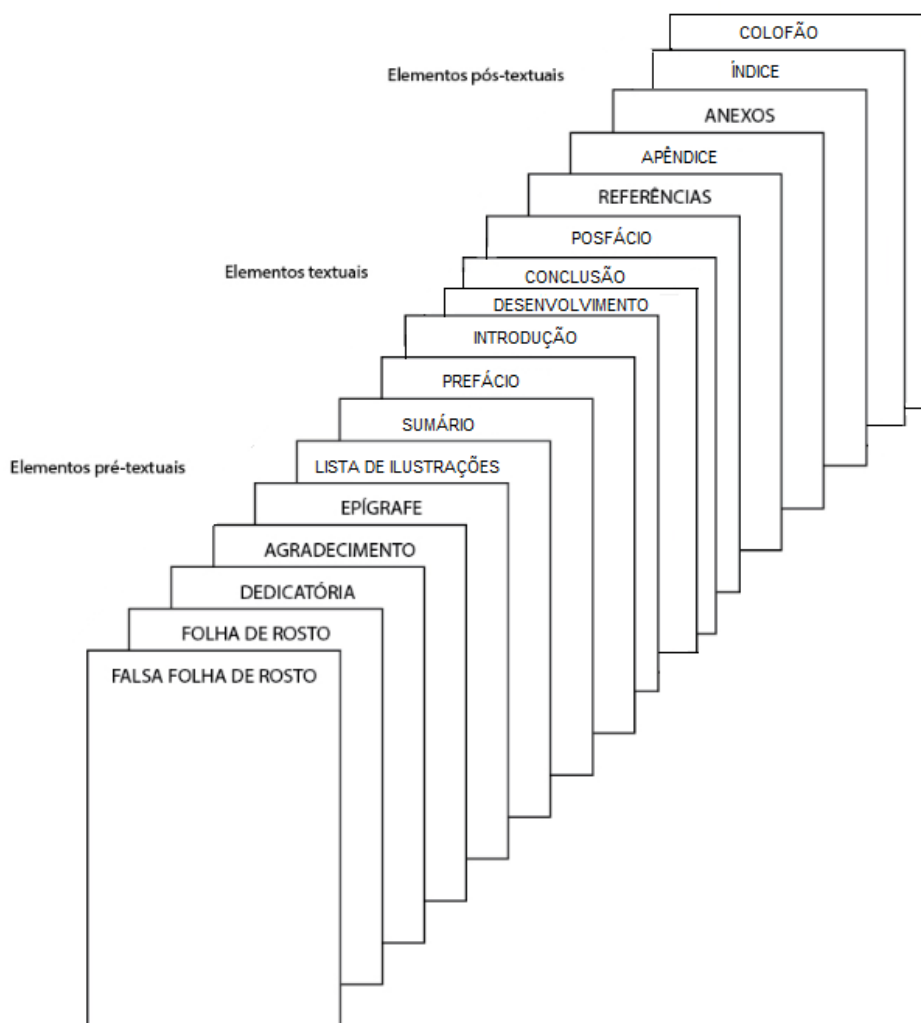 COLOFÃO
Elementos pós-textuais
ÍNDICE
ANEXOS
APÊNDICE
REFERÊNCIAS
POSFÁCIO
Elementos textuais
CONCLUSÃO
DESENVOLVIMENTO
INTRODUÇÃO
PREFÁCIO
SUMÁRIO
Elementos pré-textuais
LISTA DE ILUSTRAÇÕES
EPÍGRAFE
AGRADECIMENTO
DEDICATÓRIA
FOLHA DE ROSTO
FALSA FOLHA DE ROSTO